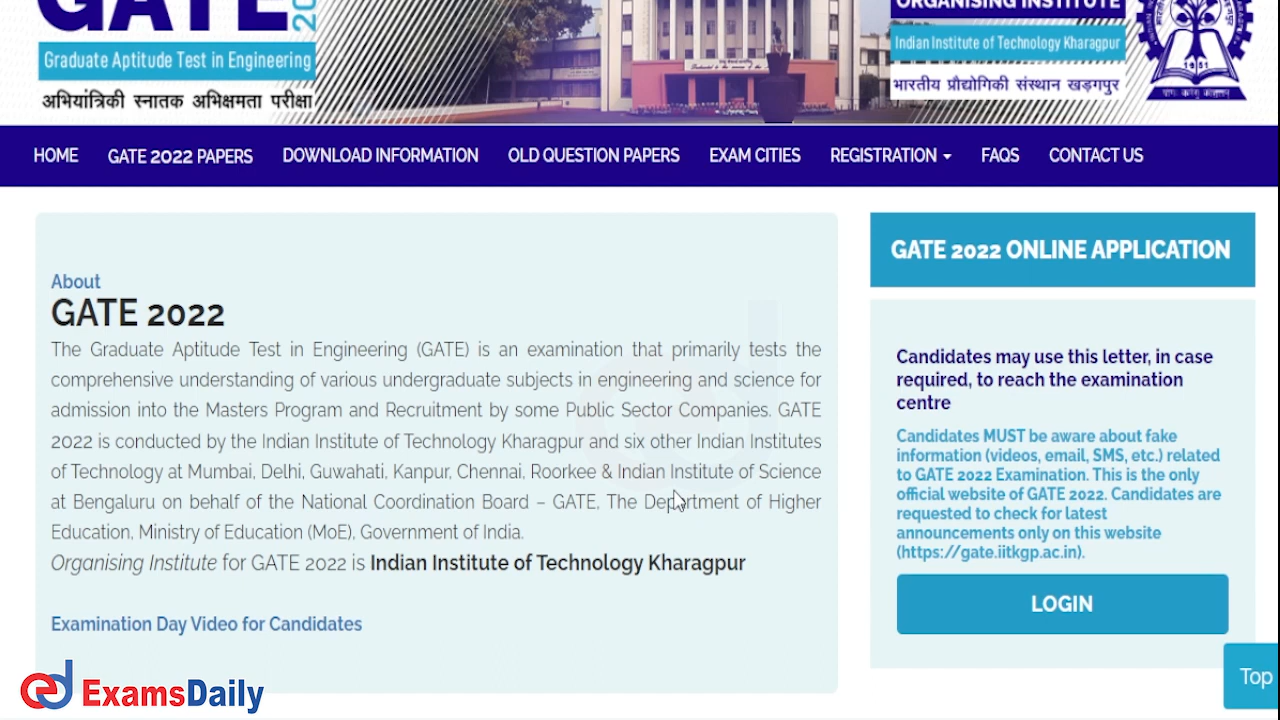 GATE
20
Graduate Aptitude Test in Engineering
अभियांत्रिकी स्नातक अभिक्षमता परीक्षा
ORGANISING INSTITUTE
Indian Institute of Technology Kharagpur
भारतीय प्रौद्योगिकी संस्थान खड़गपुर
1951
HOME GATE 2022 PAPERS DOWNLOAD INFORMATION OLD QUESTION PAPERS EXAM CITIES REGISTRATION FAQS CONTACT US
About
GATE 2022
The Graduate Aptitude Test in Engineering (GATE) is an examination that primarily tests the
comprehensive understanding of various undergraduate subjects in engineering and science for
admission into the Masters Program and Recruitment by some Public Sector Companies. GATE
2022 is conducted by the Indian Institute of Technology Kharagpur and six other Indian Institutes
of Technology at Mumbai, Delhi, Guwahati, Kanpur, Chennai, Roorkee & Indian Institute of Science
at Bengaluru on behalf of the National Coordination Board – GATE, The Department of Higher
Education, Ministry of Education (MoE), Government of India.
Organising Institute for GATE 2022 is Indian Institute of Technology Kharagpur
Examination Day Video for Candidates
GATE 2022 ONLINE APPLICATION
Candidates may use this letter, in case
required, to reach the examination
centre
Candidates MUST be aware about fake
information (videos, email, SMS, etc.) related
to GATE 2022 Examination. This is the only
official website of GATE 2022. Candidates are
requested to check for latest
announcements only on this website
(https://gate.iitkgp.ac.in).
LOGIN
Top
ExamsDaily